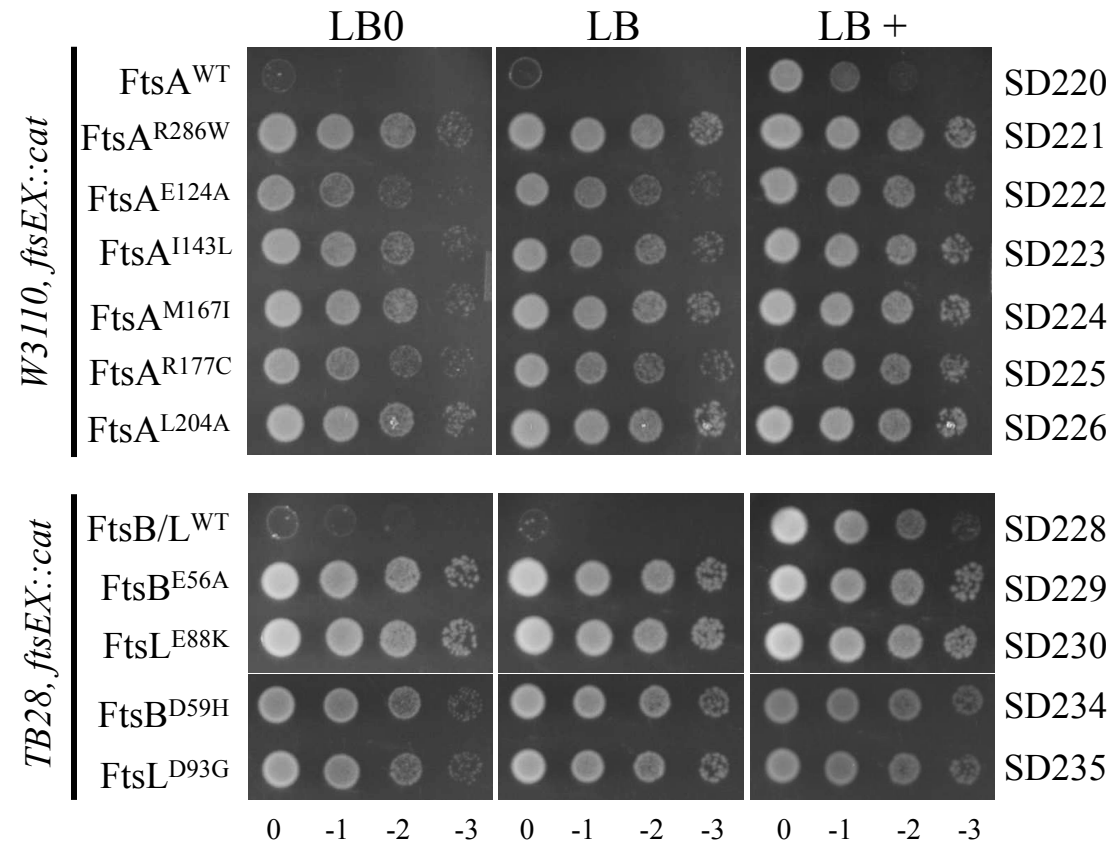 LB0 LB LB +
W3110, ftsEX::cat
FtsA^WT SD220
FtsA^R286W SD221
FtsA^E124A SD222
FtsA^I143L SD223
FtsA^M167I SD224
FtsA^R177C SD225
FtsA^L204A SD226
TB28, ftsEX::cat
FtsB/L^WT SD228
FtsB^E56A SD229
FtsL^E88K SD230
FtsB^D59H SD234
FtsL^D93G SD235
0 -1 -2 -3 0 -1 -2 -3 0 -1 -2 -3